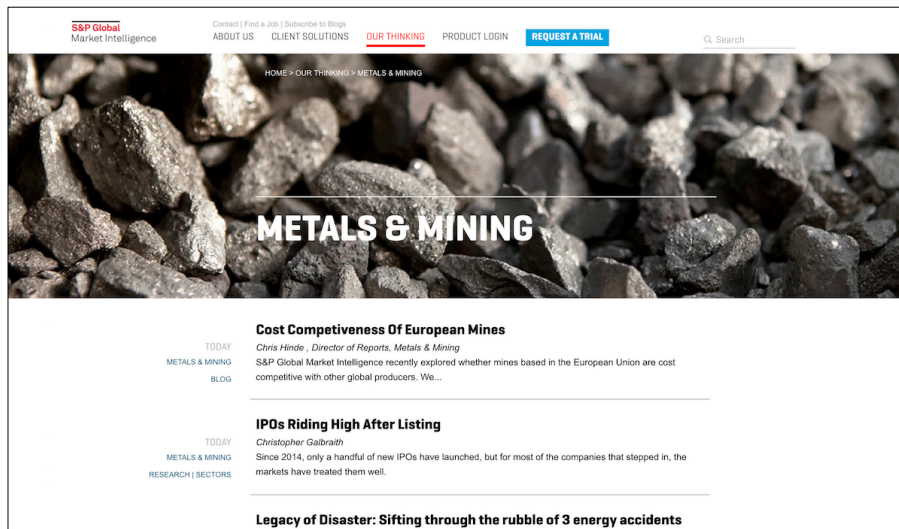 S&P Global
Market Intelligence
Contact | Find a Job | Subscribe to Blogs
ABOUT US CLIENT SOLUTIONS OUR THINKING PRODUCT LOGIN REQUEST A TRIAL
Search
HOME > OUR THINKING > METALS & MINING
METALS & MINING
Cost Competiveness Of European Mines
TODAY
Chris Hinde , Director of Reports, Metals & Mining
METALS & MINING
BLOG
S&P Global Market Intelligence recently explored whether mines based in the European Union are cost
competitive with other global producers. We...
IPOs Riding High After Listing
TODAY
Christopher Galbraith
METALS & MINING
RESEARCH | SECTORS
Since 2014, only a handful of new IPOs have launched, but for most of the companies that stepped in, the
markets have treated them well.
Legacy of Disaster: Sifting through the rubble of 3 energy accidents